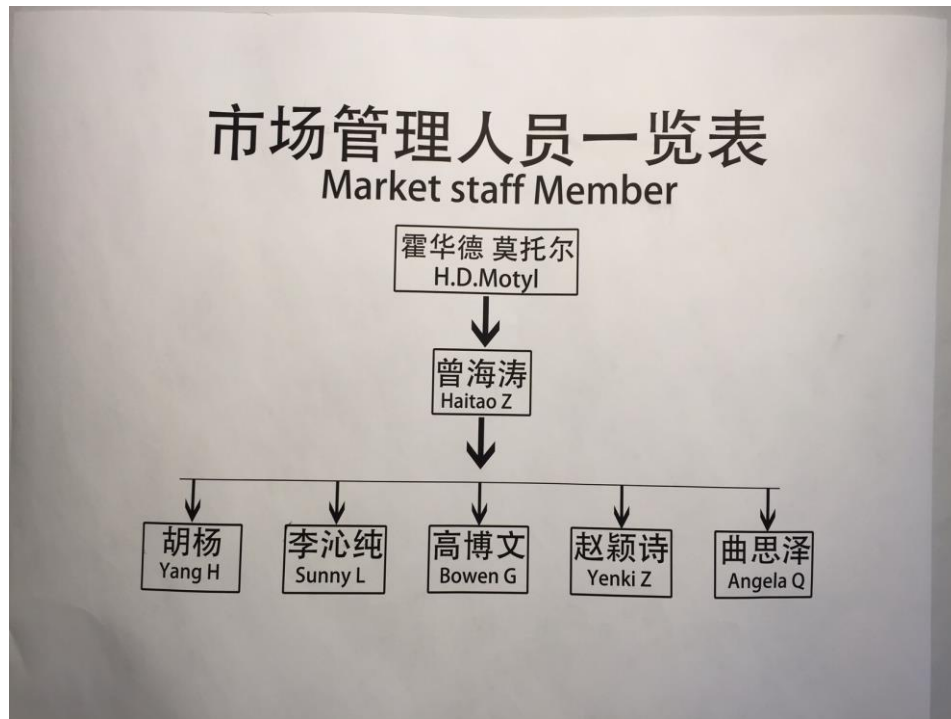 市场管理人员一览表
Market staff Member
霍华德 莫托尔
H.D.Motyl
曾海涛
Haitao Z
胡杨
Yang H
李沁纯
Sunny L
高博文
Bowen G
赵颖诗
Yenki Z
曲思泽
Angela Q